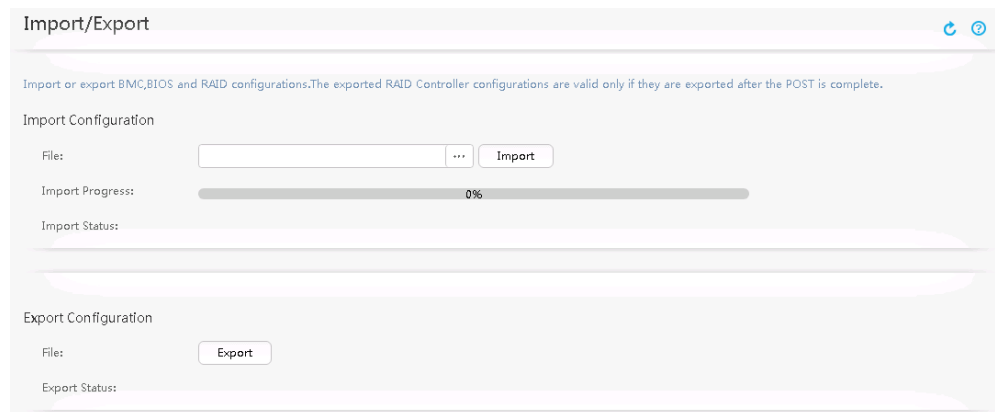 Import/Export
Import or export BMC,BIOS and RAID configurations.The exported RAID Controller configurations are valid only if they are exported after the POST is complete.
Import Configuration
File: ... Import
Import Progress: 0%
Import Status:
Export Configuration
File: Export
Export Status: